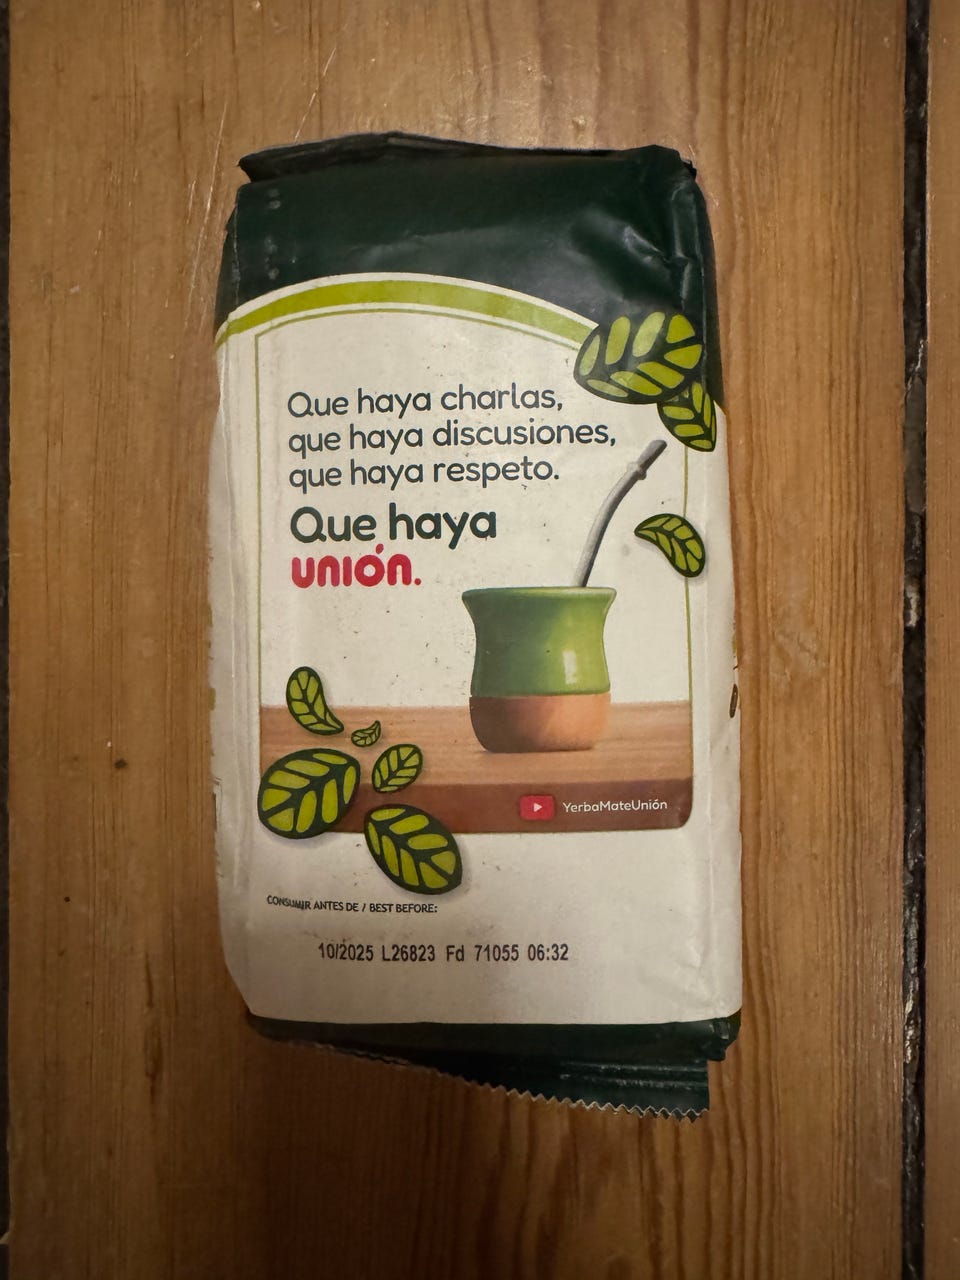 Que haya charlas,
que haya discusiones,
que haya respeto.
Que haya
unión.
YerbaMateUnión
CONSUMIR ANTES DE / BEST BEFORE:
10/2025 L26823 Fd 71055 06:32